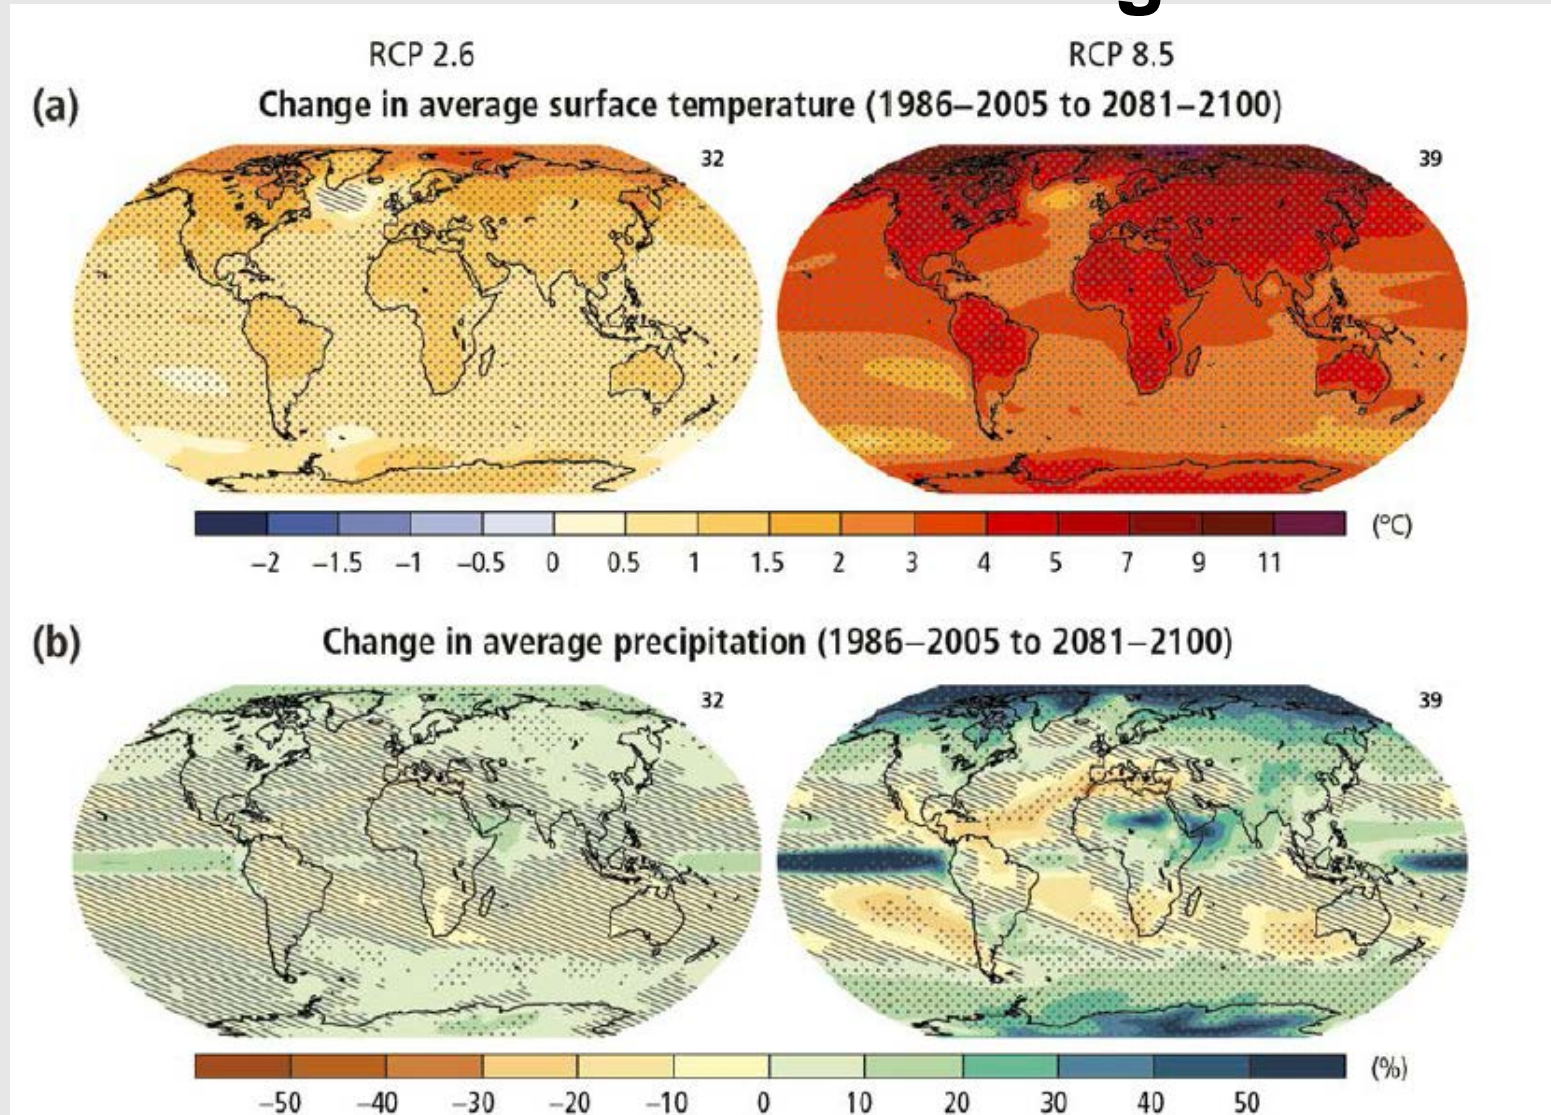 RCP 2.6
RCP 8.5
(a)
Change in average surface temperature (1986–2005 to 2081–2100)
32
39
(°C)
−2 −1.5 −1 −0.5 0 0.5 1 1.5 2 3 4 5 7 9 11
(b)
Change in average precipitation (1986–2005 to 2081–2100)
32
39
(%)
−50 −40 −30 −20 −10 0 10 20 30 40 50